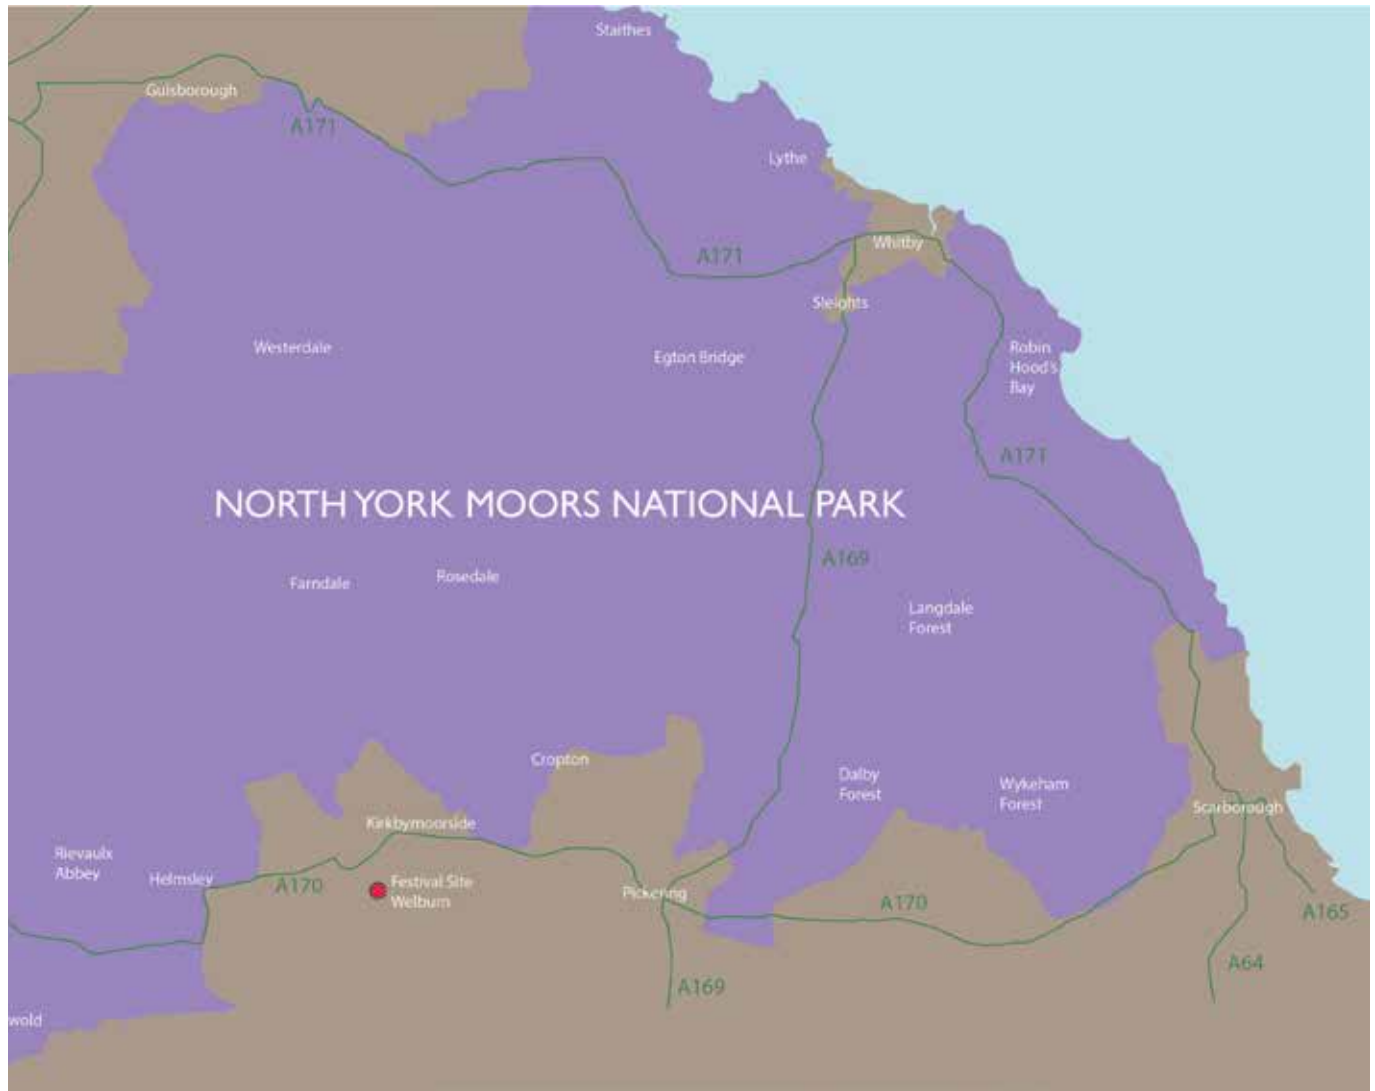 Staithes
Guisborough
A171
Lythe
Whitby
A171
Sleights
Westerdale
Egton Bridge
Robin
Hood's
Bay
A171
NORTH YORK MOORS NATIONAL PARK
A169
Farndale
Rosedale
Langdale
Forest
Cropton
Dalby
Forest
Wykeham
Forest
Scarborough
Kirkbymoorside
Rievaulx
Abbey
Helmsley
A170
Festival Site
Welburn
Pickering
A170
A165
A64
A169
wold